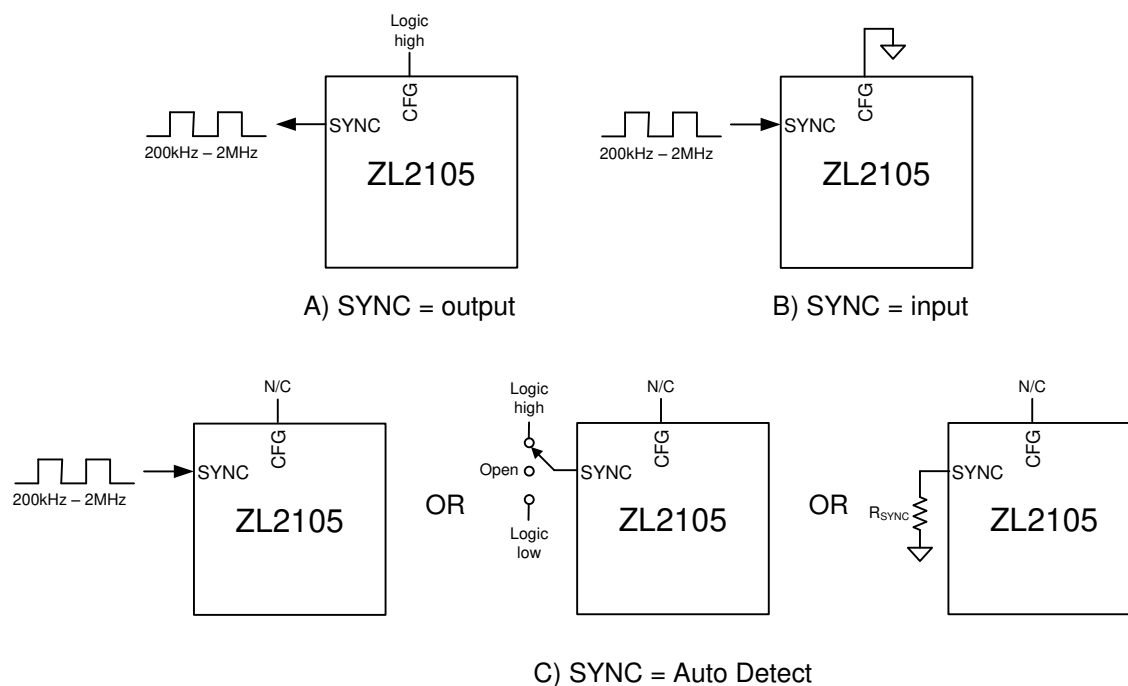 Logic
high
CFG
SYNC
200kHz – 2MHz
ZL2105
A) SYNC = output
CFG
SYNC
200kHz – 2MHz
ZL2105
B) SYNC = input
N/C
CFG
SYNC
200kHz – 2MHz
ZL2105
OR
Logic
high
Open
Logic
low
N/C
CFG
SYNC
ZL2105
OR
N/C
CFG
SYNC
RSYNC
ZL2105
C) SYNC = Auto Detect